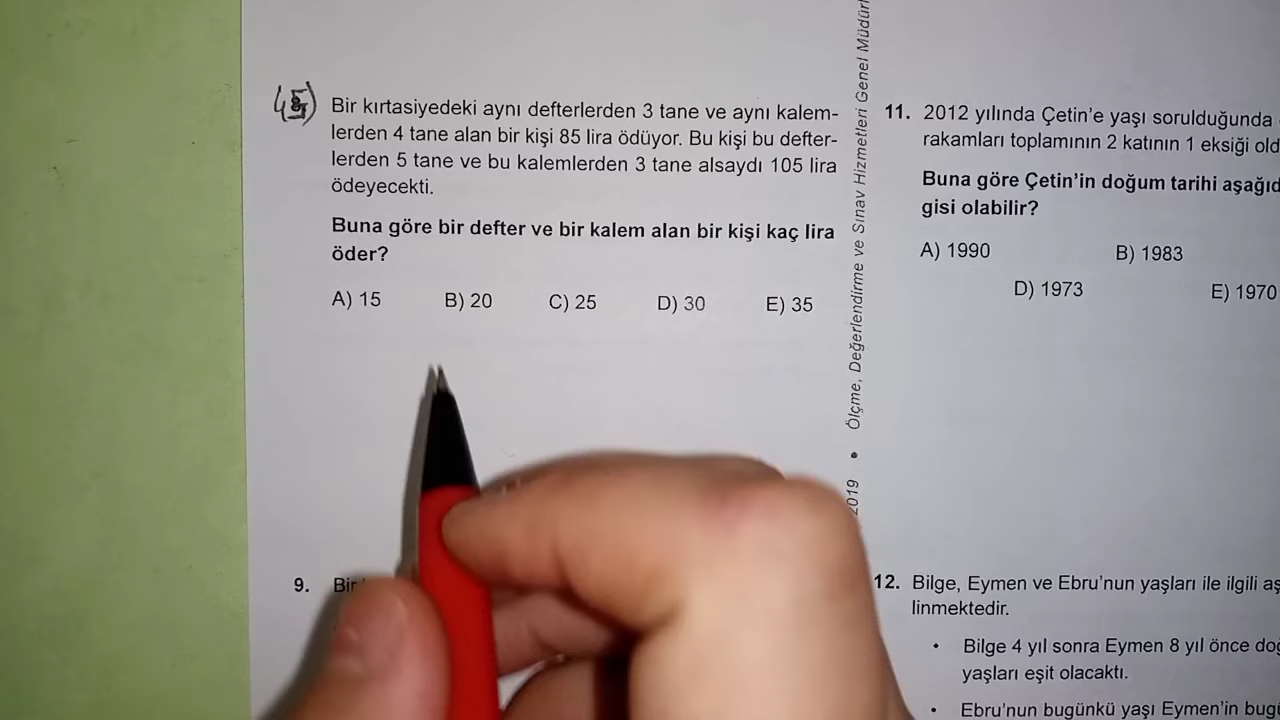 45) Bir kırtasiyedeki aynı defterlerden 3 tane ve aynı kalem-
lerden 4 tane alan bir kişi 85 lira ödüyor. Bu kişi bu defter-
lerden 5 tane ve bu kalemlerden 3 tane alsaydı 105 lira
ödeyecekti.
Buna göre bir defter ve bir kalem alan bir kişi kaç lira
öder?
A) 15 B) 20 C) 25 D) 30 E) 35
9. Bir
2019 • Ölçme, Değerlendirme ve Sınav Hizmetleri Genel Müdürl
11. 2012 yılında Çetin'e yaşı sorulduğunda
rakamları toplamının 2 katının 1 eksiği old
Buna göre Çetin'in doğum tarihi aşağıd
gisi olabilir?
A) 1990 B) 1983
D) 1973 E) 1970
12. Bilge, Eymen ve Ebru'nun yaşları ile ilgili aş
linmektedir.
• Bilge 4 yıl sonra Eymen 8 yıl önce doğ
yaşları eşit olacaktı.
• Ebru'nun bugünkü yaşı Eymen'in bugü